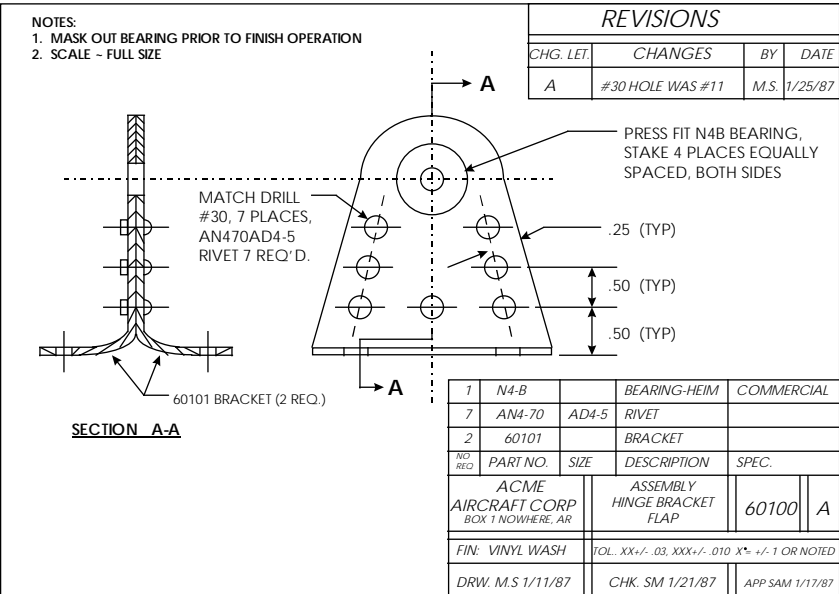 NOTES:
1. MASK OUT BEARING PRIOR TO FINISH OPERATION
2. SCALE ~ FULL SIZE
REVISIONS
CHG. LET. CHANGES BY DATE
A #30 HOLE WAS #11 M.S. 1/25/87
A
PRESS FIT N4B BEARING,
STAKE 4 PLACES EQUALLY
SPACED, BOTH SIDES
MATCH DRILL
#30, 7 PLACES,
AN470AD4-5
RIVET 7 REQ'D.
.25 (TYP)
.50 (TYP)
.50 (TYP)
A
60101 BRACKET (2 REQ.)
SECTION A-A
1 N4-B BEARING-HEIM COMMERCIAL
7 AN4-70 AD4-5 RIVET
2 60101 BRACKET
NO REQ PART NO. SIZE DESCRIPTION SPEC.
ACME
AIRCRAFT CORP
BOX 1 NOWHERE, AR
ASSEMBLY
HINGE BRACKET
FLAP
60100 A
FIN: VINYL WASH TOL.. XX+/- .03, XXX+/- .010 X°= +/- 1 OR NOTED
DRW. M.S 1/11/87 CHK. SM 1/21/87 APP SAM 1/17/87